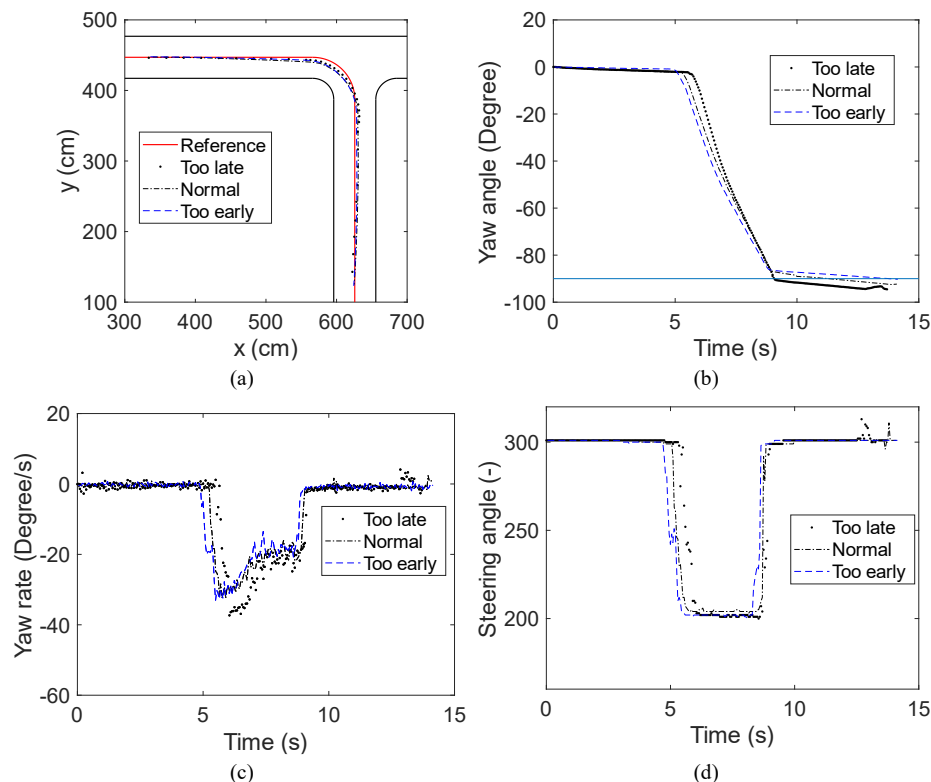 500
400
300
200
100
y (cm)
Reference
Too late
Normal
Too early
300
400
500
600
700
x (cm)
(a)
20
0
-20
-40
-60
-80
-100
Yaw angle (Degree)
Too late
Normal
Too early
0
5
10
15
Time (s)
(b)
20
0
-20
-40
-60
Yaw rate (Degree/s)
Too late
Normal
Too early
0
5
10
15
Time (s)
(c)
300
250
200
Steering angle (-)
Too late
Normal
Too early
0
5
10
15
Time (s)
(d)